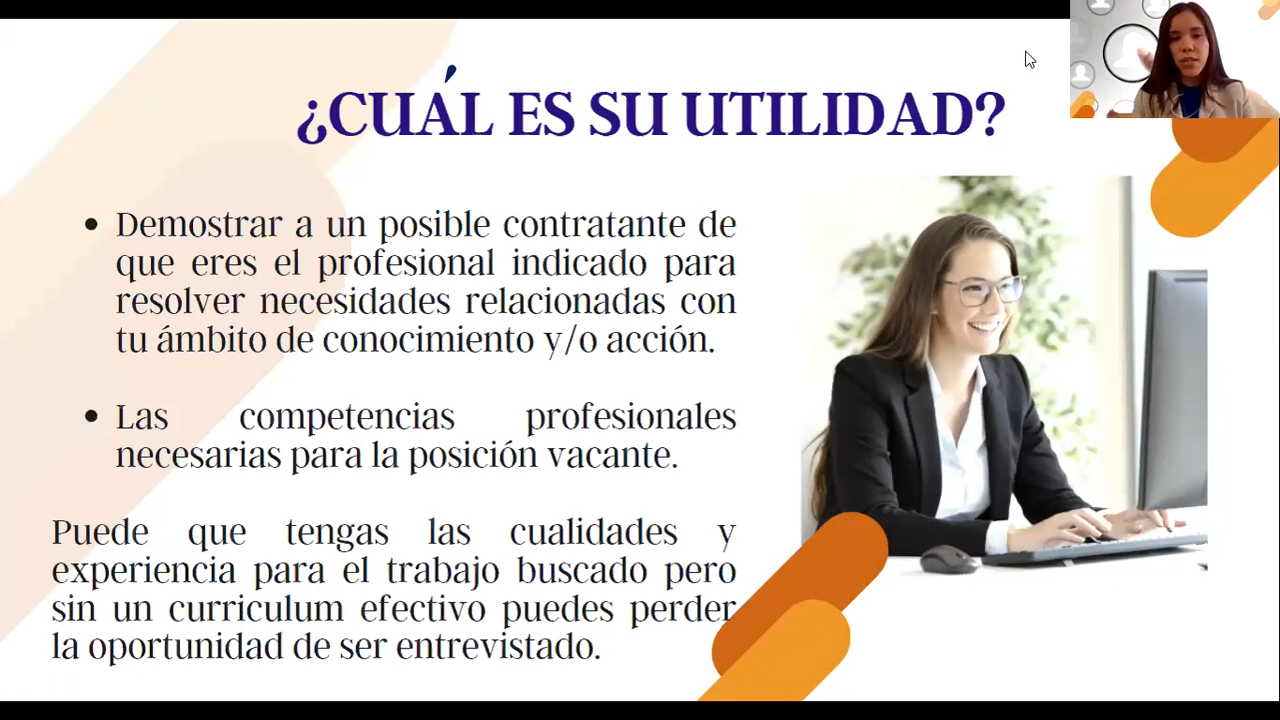 ¿CUÁL ES SU UTILIDAD?
• Demostrar a un posible contratante de
que eres el profesional indicado para
resolver necesidades relacionadas con
tu ámbito de conocimiento y/o acción.
• Las competencias profesionales
necesarias para la posición vacante.
Puede que tengas las cualidades y
experiencia para el trabajo buscado pero
sin un curriculum efectivo puedes perder
la oportunidad de ser entrevistado.